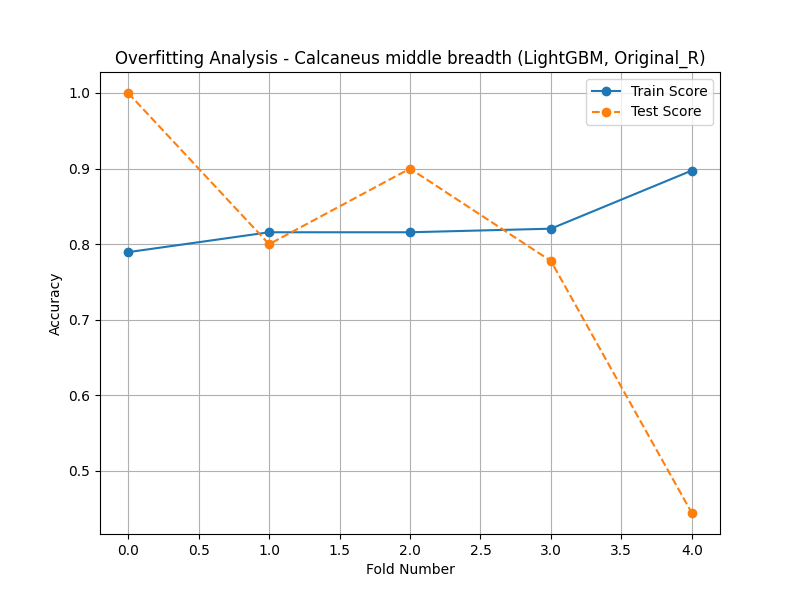 Overfitting Analysis - Calcaneus middle breadth (LightGBM, Original_R)
Train Score
Test Score
1.0
0.9
0.8
0.7
0.6
0.5
Accuracy
0.0 0.5 1.0 1.5 2.0 2.5 3.0 3.5 4.0
Fold Number